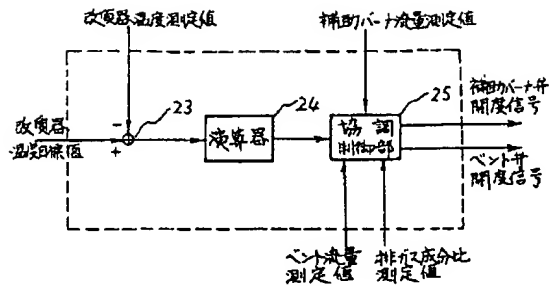 改質器温度測定値
補助バーナ流量測定値
23
24
25
補助バーナ弁
開度信号
改質器
温度目標値
−
+
演算器
協調
制御部
ベント弁
開度信号
ベント流量
測定値
排ガス成分比
測定値